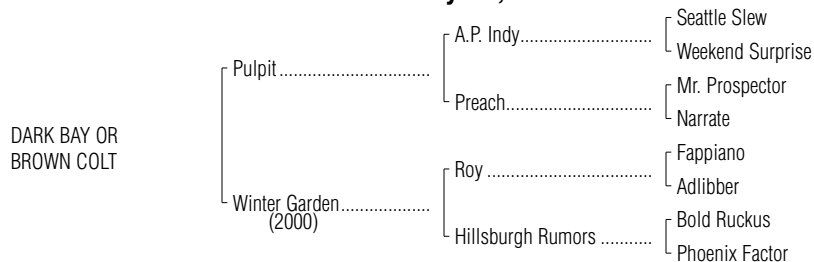 Seattle Slew
A.P. Indy
Weekend Surprise
Pulpit
Mr. Prospector
Preach
Narrate
DARK BAY OR
BROWN COLT
Fappiano
Roy
Adlibber
Winter Garden
(2000)
Bold Ruckus
Hillsburgh Rumors
Phoenix Factor